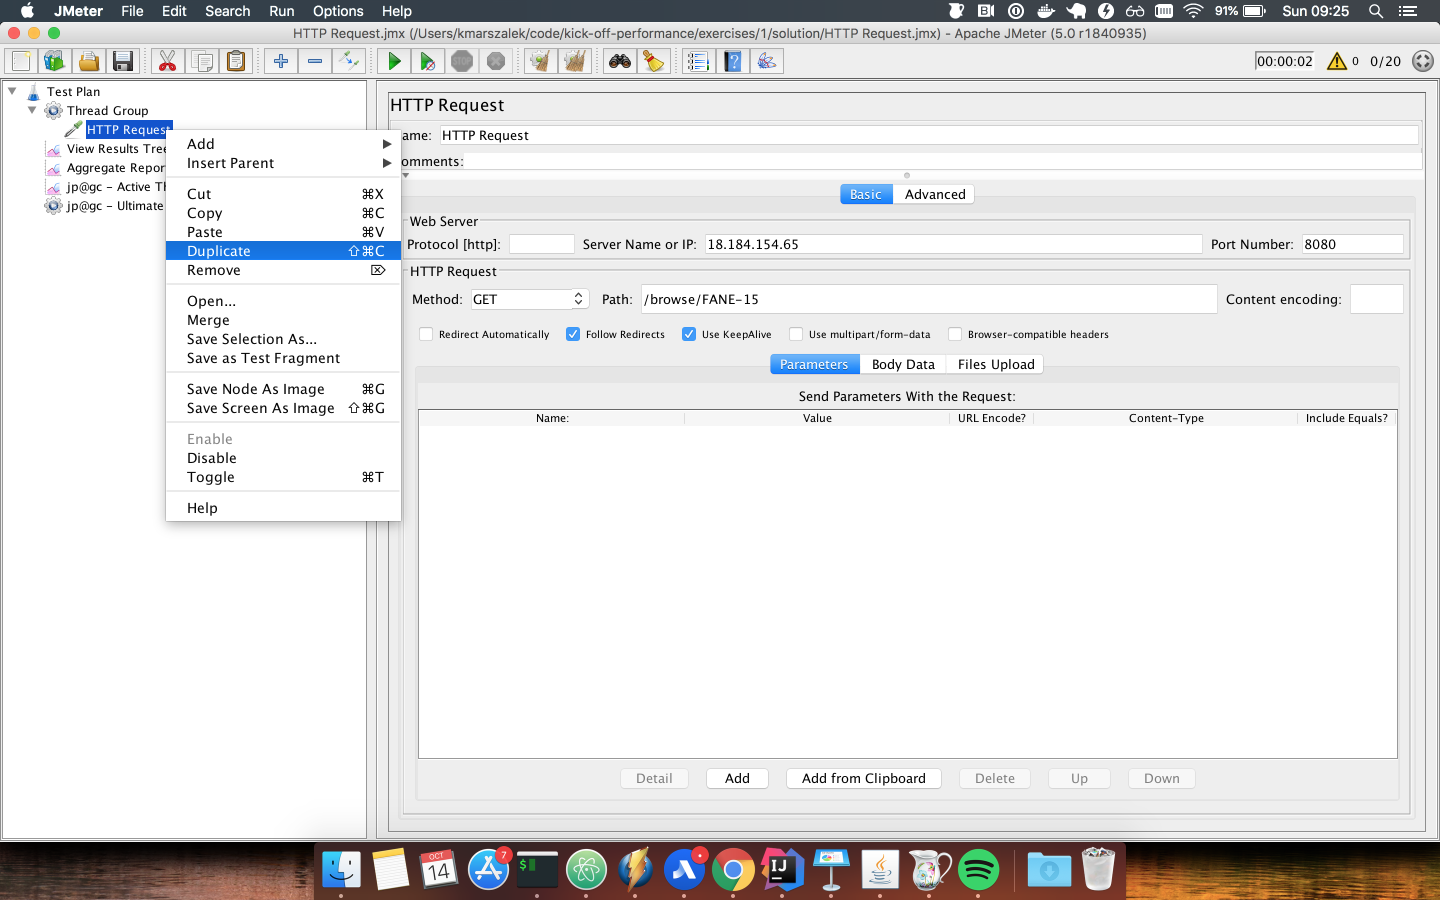 JMeter File Edit Search Run Options Help 91% Sun 09:25
HTTP Request.jmx (/Users/kmarszalek/code/kick-off-performance/exercises/1/solution/HTTP Request.jmx) - Apache JMeter (5.0 r1840935)
00:00:02 0 0/20
Test Plan
Thread Group
HTTP Request
View Results Tree
Aggregate Repor
jp@gc - Active Th
jp@gc - Ultimate
Add
Insert Parent
Cut ⌘X
Copy ⌘C
Paste ⌘V
Duplicate ⇧⌘C
Remove ⌦
Open...
Merge
Save Selection As...
Save as Test Fragment
Save Node As Image ⌘G
Save Screen As Image ⇧⌘G
Enable
Disable
Toggle ⌘T
Help
HTTP Request
ame: HTTP Request
omments:
Basic Advanced
Web Server
Protocol [http]: Server Name or IP: 18.184.154.65 Port Number: 8080
HTTP Request
Method: GET Path: /browse/FANE-15 Content encoding:
Redirect Automatically Follow Redirects Use KeepAlive Use multipart/form-data Browser-compatible headers
Parameters Body Data Files Upload
Send Parameters With the Request:
Name: Value URL Encode? Content-Type Include Equals?
Detail Add Add from Clipboard Delete Up Down
OCT
14
7
$
IJ